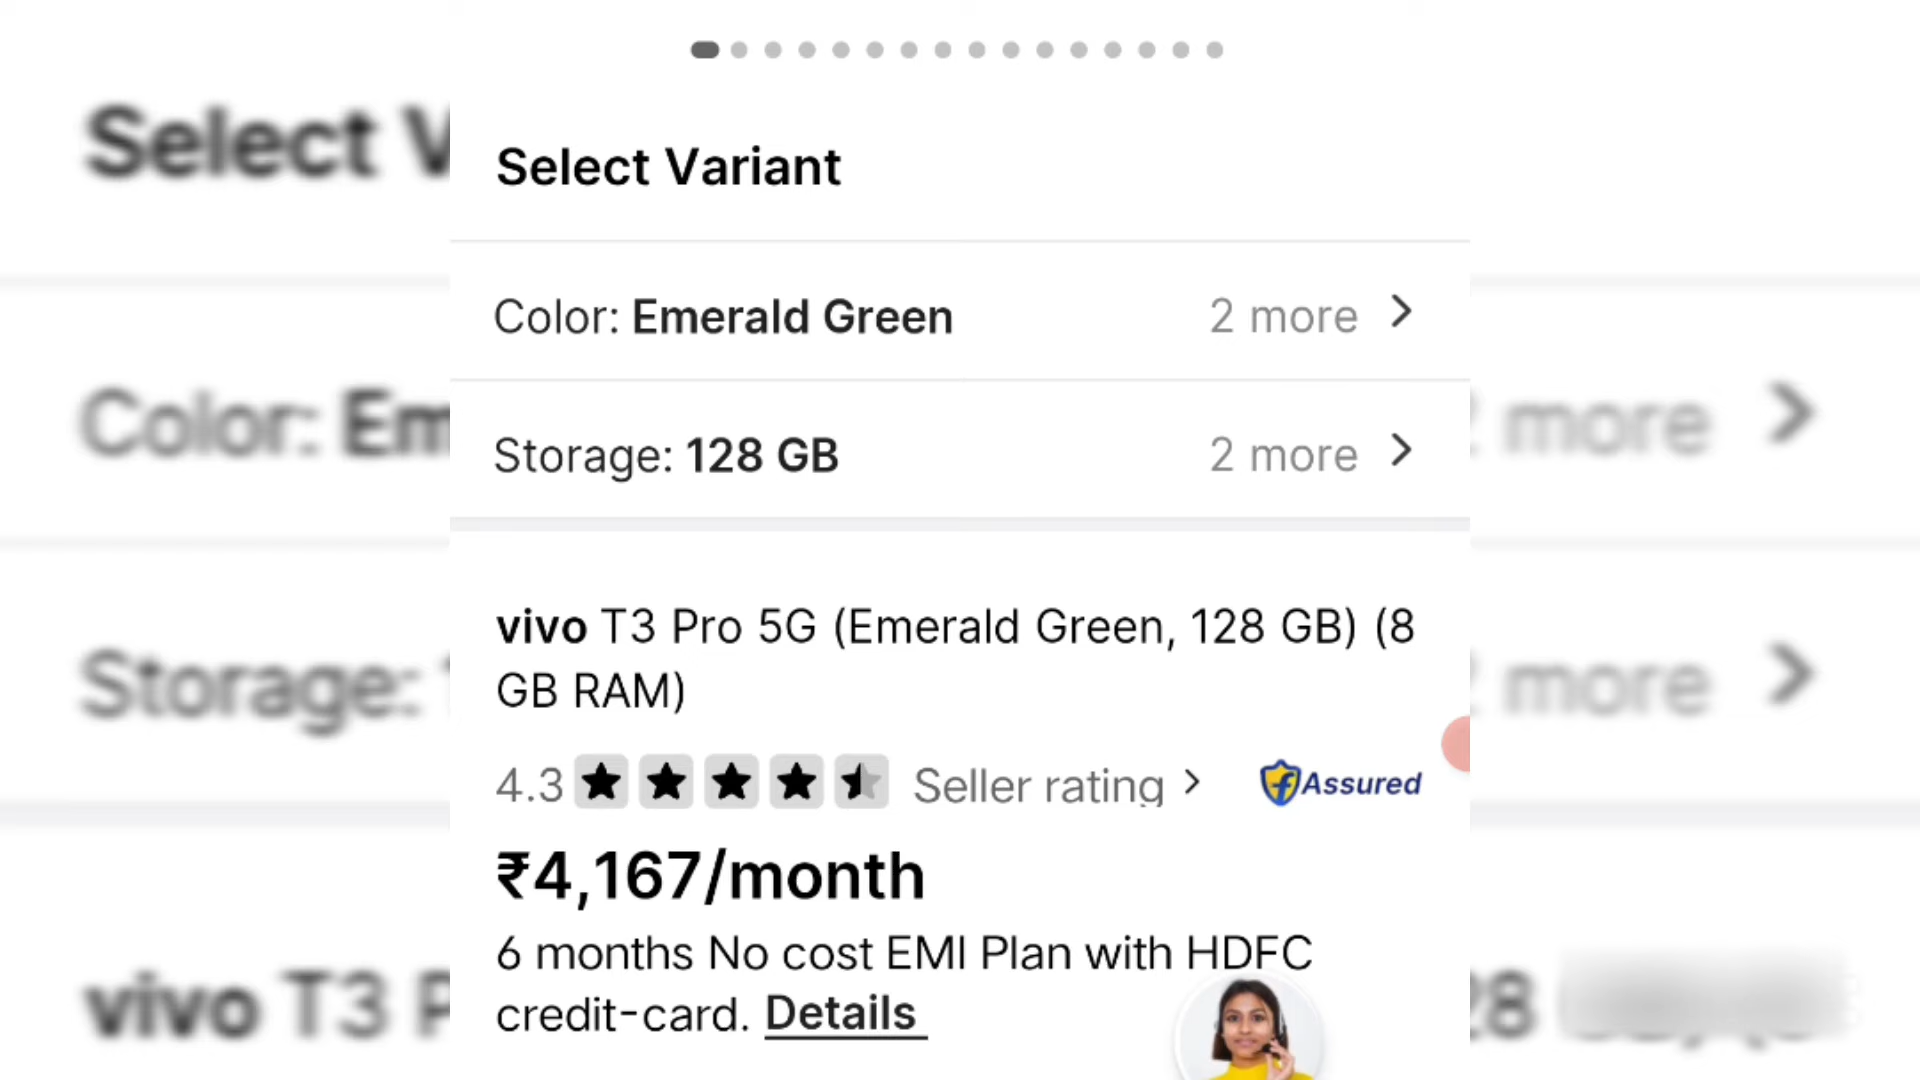 Select Variant
Color: Emerald Green 2 more
Storage: 128 GB 2 more
vivo T3 Pro 5G (Emerald Green, 128 GB) (8
GB RAM)
4.3 Seller rating Assured
₹4,167/month
6 months No cost EMI Plan with HDFC
credit-card. Details